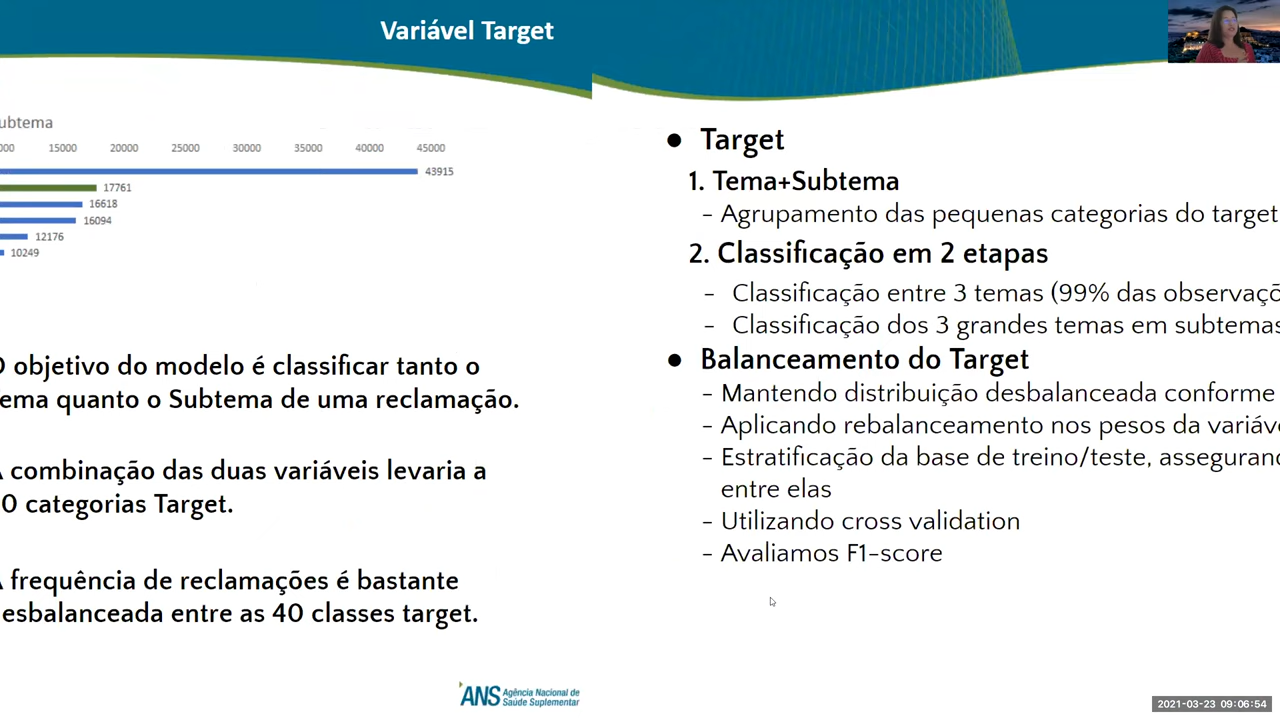 Variável Target
ubtema
000 15000 20000 25000 30000 35000 40000 45000
43915
17761
16618
16094
12176
10249
O objetivo do modelo é classificar tanto o
ema quanto o Subtema de uma reclamação.
A combinação das duas variáveis levaria a
0 categorias Target.
A frequência de reclamações é bastante
esbalanceada entre as 40 classes target.
ANS Agência Nacional de
Saúde Suplementar
● Target
1. Tema+Subtema
- Agrupamento das pequenas categorias do target
2. Classificação em 2 etapas
- Classificação entre 3 temas (99% das observaçõ
- Classificação dos 3 grandes temas em subtemas
● Balanceamento do Target
- Mantendo distribuição desbalanceada conforme
- Aplicando rebalanceamento nos pesos da variáve
- Estratificação da base de treino/teste, assegurand
entre elas
- Utilizando cross validation
- Avaliamos F1-score
2021-03-23 09:06:54